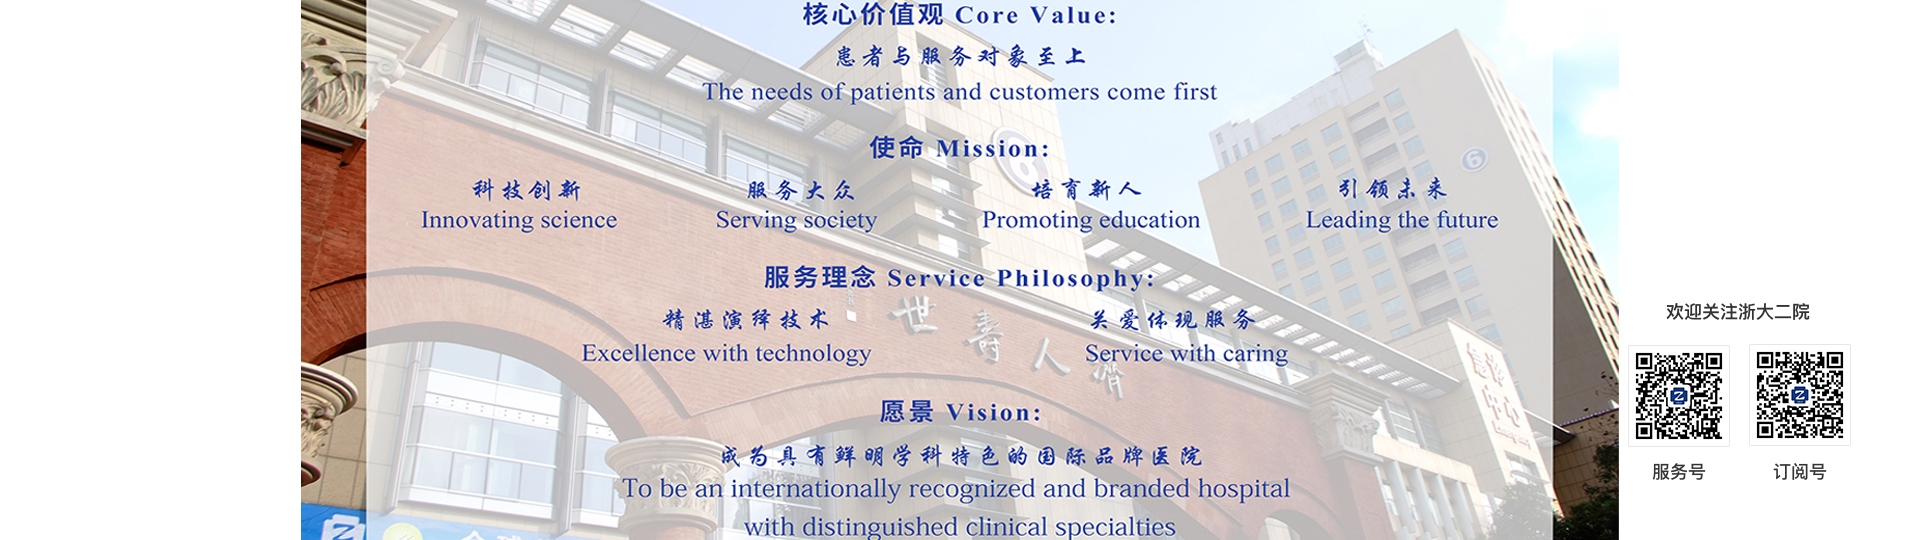 核心价值观 Core Value:
患者与服务对象至上
The needs of patients and customers come first
使命 Mission:
科技创新 服务大众 培育新人 引领未来
Innovating science Serving society Promoting education Leading the future
服务理念 Service Philosophy:
精湛演绎技术 关爱体现服务
Excellence with technology Service with caring
愿景 Vision:
成为具有鲜明学科特色的国际品牌医院
To be an internationally recognized and branded hospital
with distinguished clinical specialties
世寿人濟
6
6
欢迎关注浙大二院
服务号 订阅号